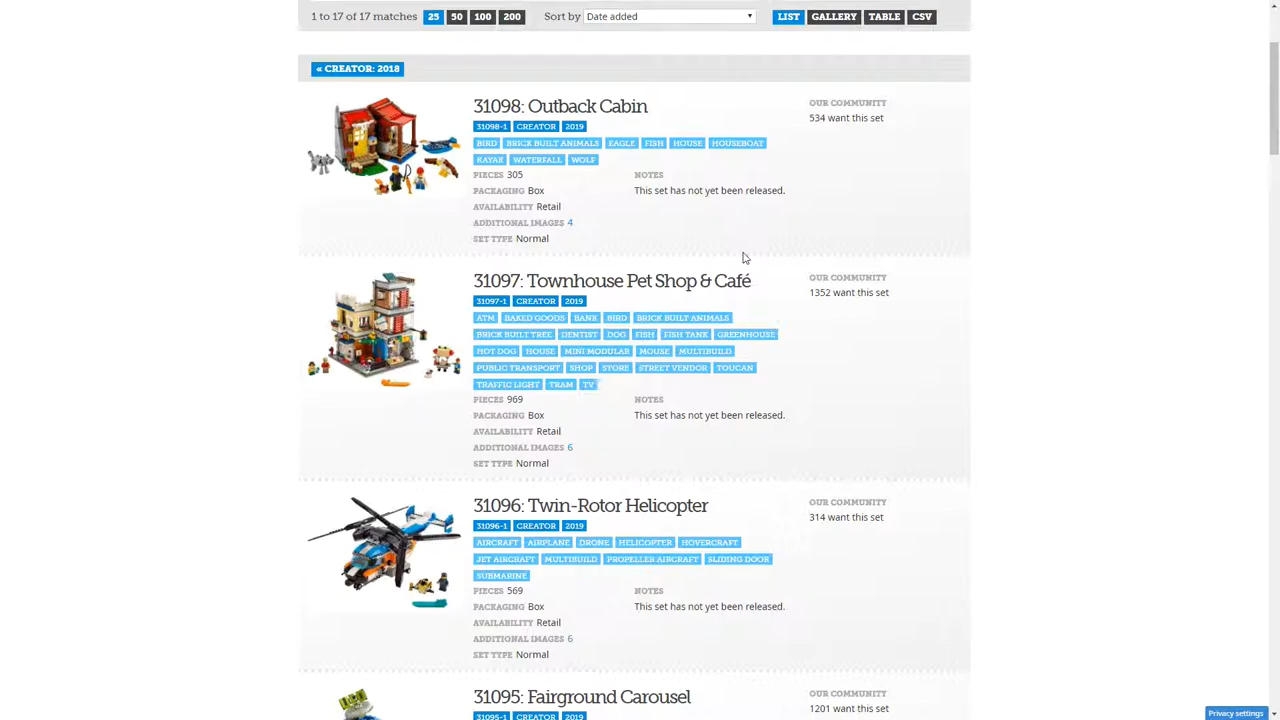 1 to 17 of 17 matches 25 50 100 200 Sort by Date added LIST GALLERY TABLE CSV
« CREATOR: 2018
31098: Outback Cabin
31098-1 CREATOR 2019
BIRD BRICK BUILT ANIMALS EAGLE FISH HOUSE HOUSEBOAT
KAYAK WATERFALL WOLF
PIECES 305
PACKAGING Box
AVAILABILITY Retail
ADDITIONAL IMAGES 4
SET TYPE Normal
NOTES
This set has not yet been released.
OUR COMMUNITY
534 want this set
31097: Townhouse Pet Shop & Café
31097-1 CREATOR 2019
ATM BAKED GOODS BANK BIRD BRICK BUILT ANIMALS
BRICK BUILT TREE DENTIST DOG FISH FISH TANK GREENHOUSE
HOT DOG HOUSE MINI MODULAR MOUSE MULTIBUILD
PUBLIC TRANSPORT SHOP STORE STREET VENDOR TOUCAN
TRAFFIC LIGHT TRAM TV
PIECES 969
PACKAGING Box
AVAILABILITY Retail
ADDITIONAL IMAGES 6
SET TYPE Normal
NOTES
This set has not yet been released.
OUR COMMUNITY
1352 want this set
31096: Twin-Rotor Helicopter
31096-1 CREATOR 2019
AIRCRAFT AIRPLANE DRONE HELICOPTER HOVERCRAFT
JET AIRCRAFT MULTIBUILD PROPELLER AIRCRAFT SLIDING DOOR
SUBMARINE
PIECES 569
PACKAGING Box
AVAILABILITY Retail
ADDITIONAL IMAGES 6
SET TYPE Normal
NOTES
This set has not yet been released.
OUR COMMUNITY
314 want this set
31095: Fairground Carousel
31095-1 CREATOR 2019
OUR COMMUNITY
1201 want this set
Privacy settings